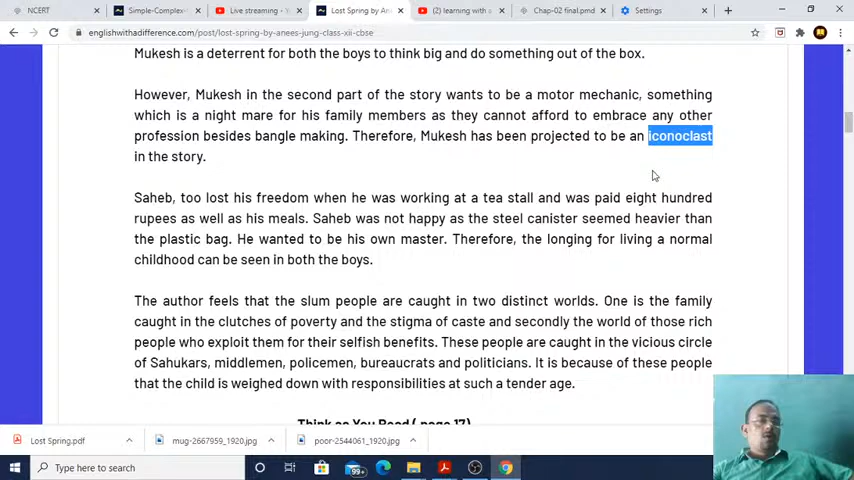 NCERT
Simple-Complex-
Live streaming - Y
Lost Spring by Ane
(2) learning with a
Chap-02 final.pmd
Settings
englishwithadifference.com/post/lost-spring-by-anees-jung-class-xii-cbse
Mukesh is a deterrent for both the boys to think big and do something out of the box.
However, Mukesh in the second part of the story wants to be a motor mechanic, something
which is a night mare for his family members as they cannot afford to embrace any other
profession besides bangle making. Therefore, Mukesh has been projected to be an iconoclast
in the story.
Saheb, too lost his freedom when he was working at a tea stall and was paid eight hundred
rupees as well as his meals. Saheb was not happy as the steel canister seemed heavier than
the plastic bag. He wanted to be his own master. Therefore, the longing for living a normal
childhood can be seen in both the boys.
The author feels that the slum people are caught in two distinct worlds. One is the family
caught in the clutches of poverty and the stigma of caste and secondly the world of those rich
people who exploit them for their selfish benefits. These people are caught in the vicious circle
of Sahukars, middlemen, policemen, bureaucrats and politicians. It is because of these people
that the child is weighed down with responsibilities at such a tender age.
Think as You Read ( page 17)
Lost Spring.pdf
mug-2667959_1920.jpg
poor-2544061_1920.jpg
Show all
Type here to search
99+